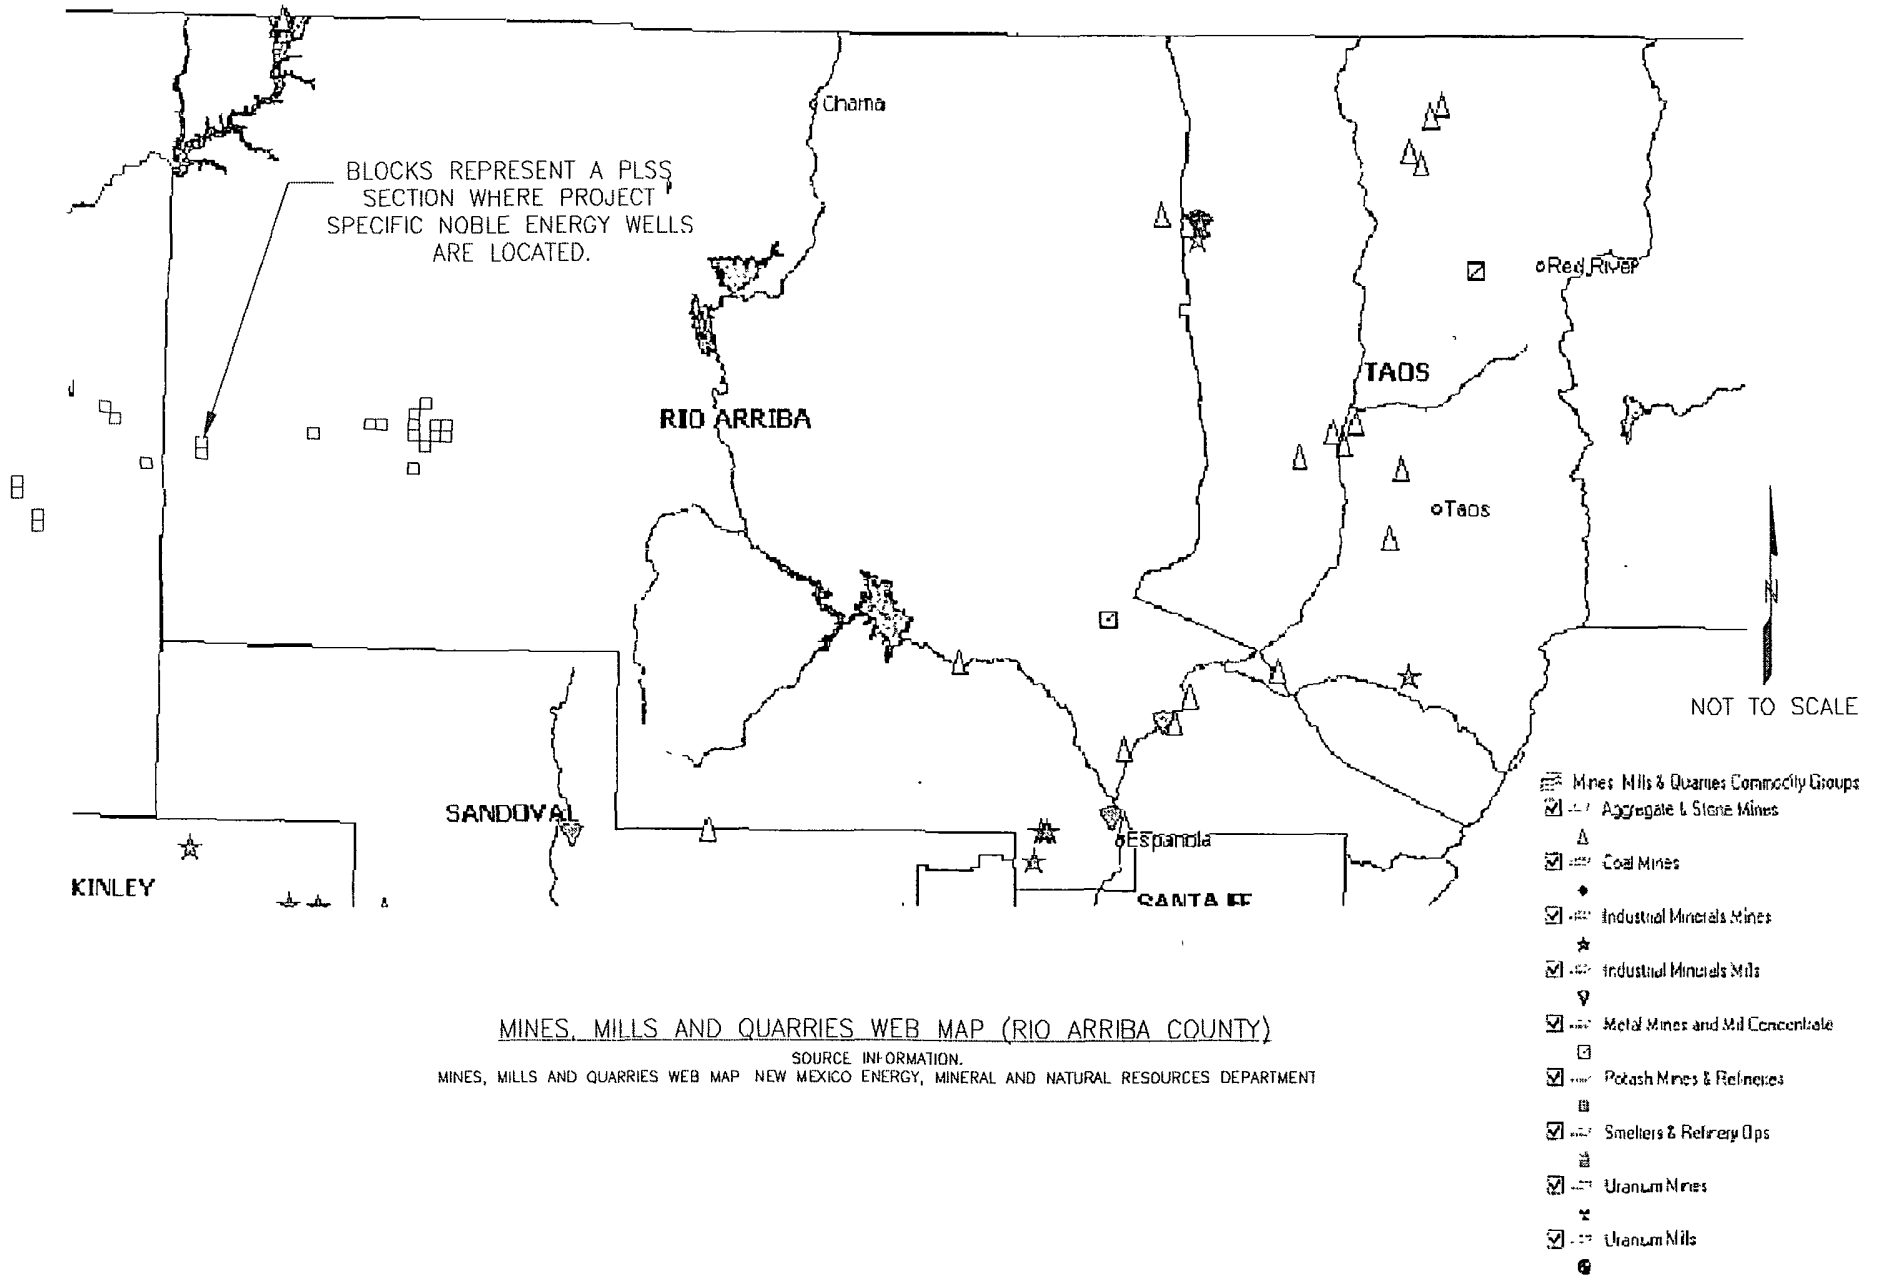 Chama
BLOCKS REPRESENT A PLSS
SECTION WHERE PROJECT
SPECIFIC NOBLE ENERGY WELLS
ARE LOCATED.
Red River
TAOS
RIO ARRIBA
Taos
N
NOT TO SCALE
SANDOVAL
Espanola
KINLEY
SANTA FE
Mines Mills & Quarries Commodity Groups
Aggregate & Stone Mines
Coal Mines
Industrial Minerals Mines
Industrial Minerals Mills
Metal Mines and Mill Concentrate
Potash Mines & Refineries
Smelters & Refinery Ops
Uranium Mines
Uranium Mills
MINES, MILLS AND QUARRIES WEB MAP (RIO ARRIBA COUNTY)
SOURCE INFORMATION.
MINES, MILLS AND QUARRIES WEB MAP NEW MEXICO ENERGY, MINERAL AND NATURAL RESOURCES DEPARTMENT